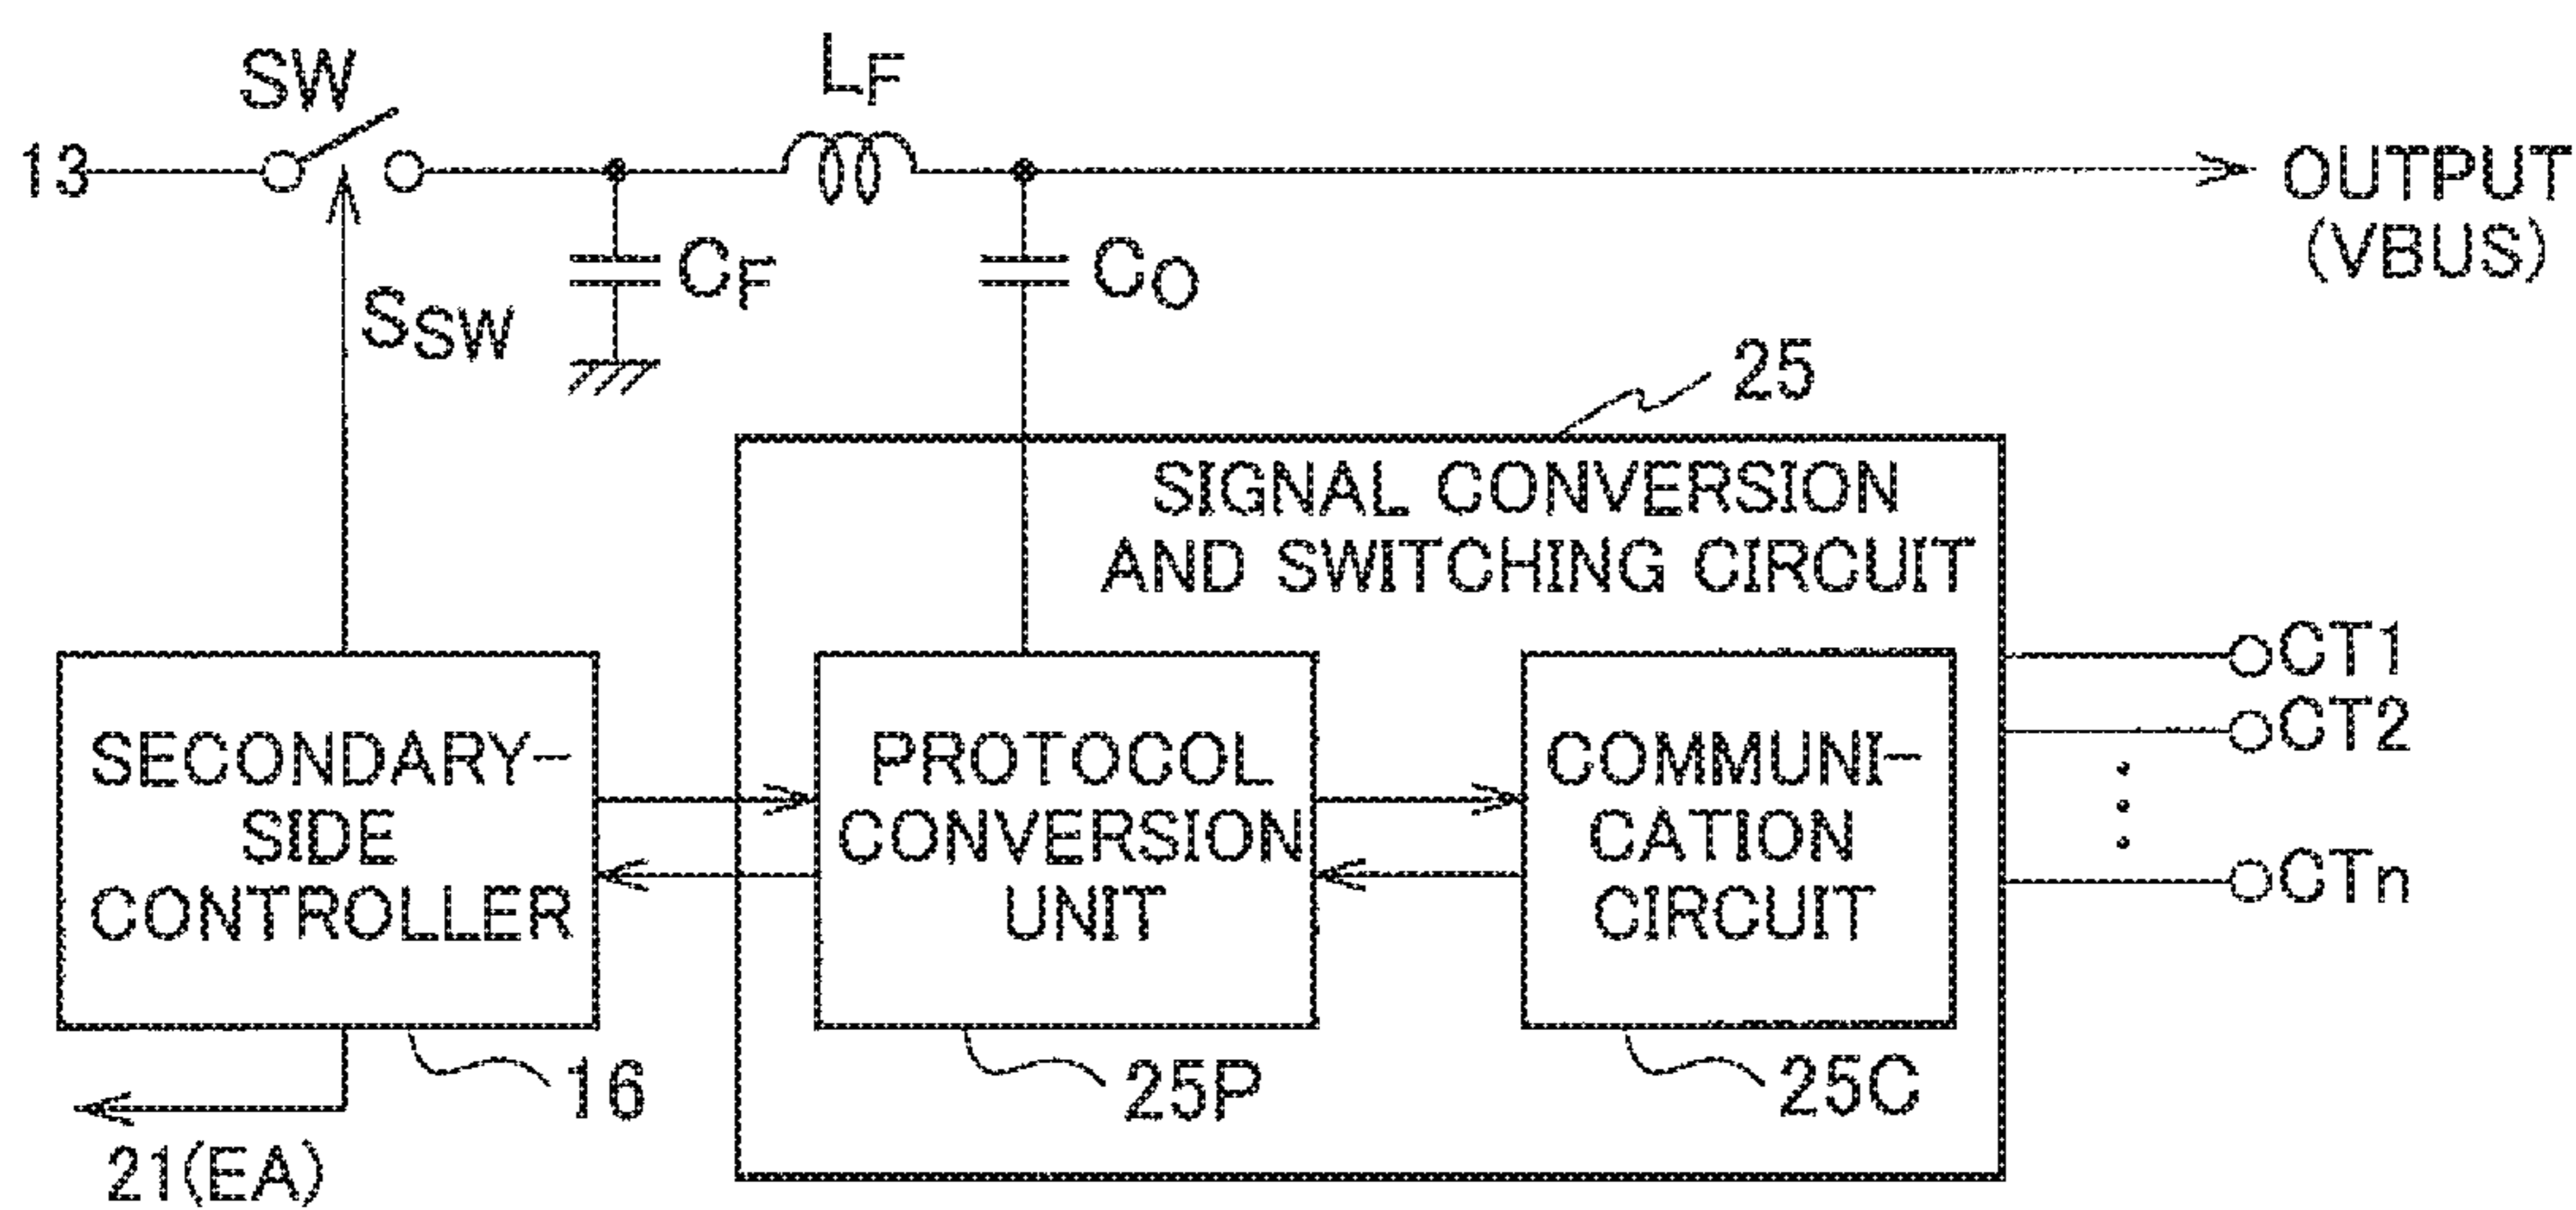 SW
LF
13
OUTPUT
(VBUS)
CF
CO
SSW
25
SIGNAL CONVERSION
AND SWITCHING CIRCUIT
CT1
CT2
CTn
SECONDARY-
SIDE
CONTROLLER
PROTOCOL
CONVERSION
UNIT
COMMUNI-
CATION
CIRCUIT
16
25P
25C
21(EA)